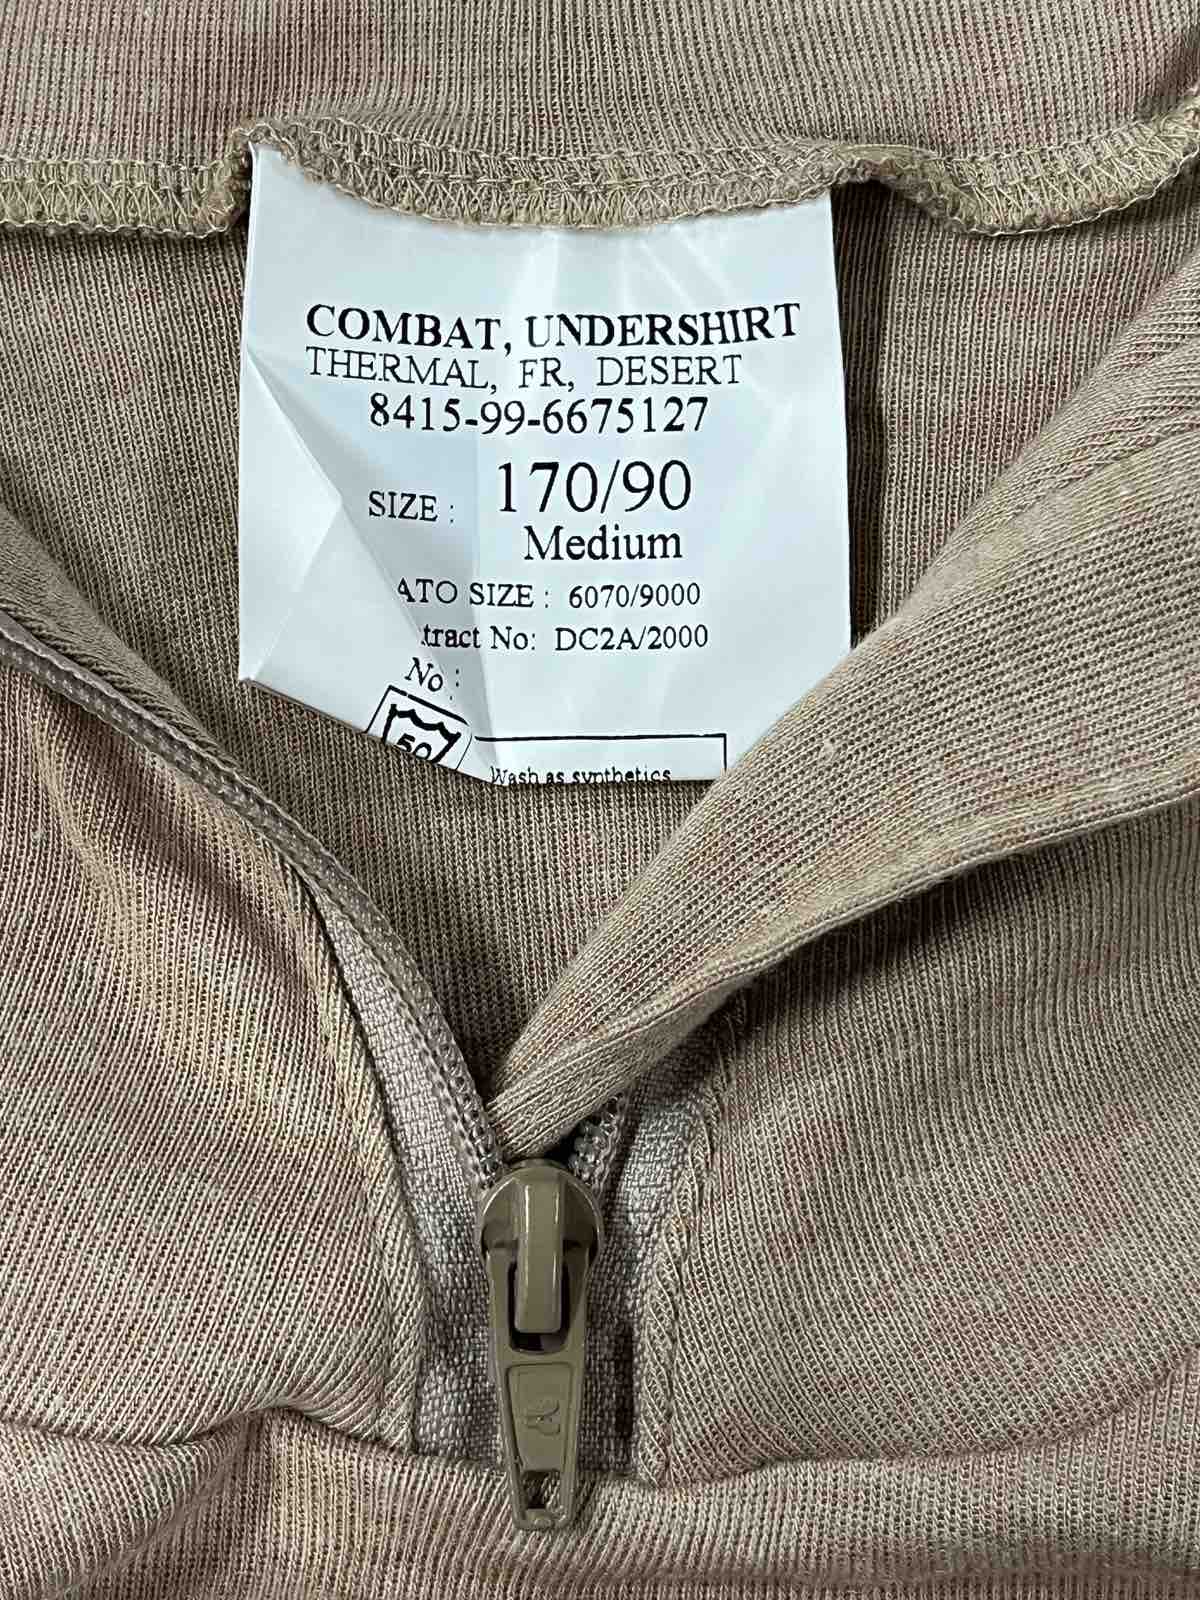 COMBAT, UNDERSHIRT
THERMAL, FR, DESERT
8415-99-6675127
SIZE : 170/90
Medium
ATO SIZE : 6070/9000
tract No: DC2A/2000
No :
50
Wash as synthetics